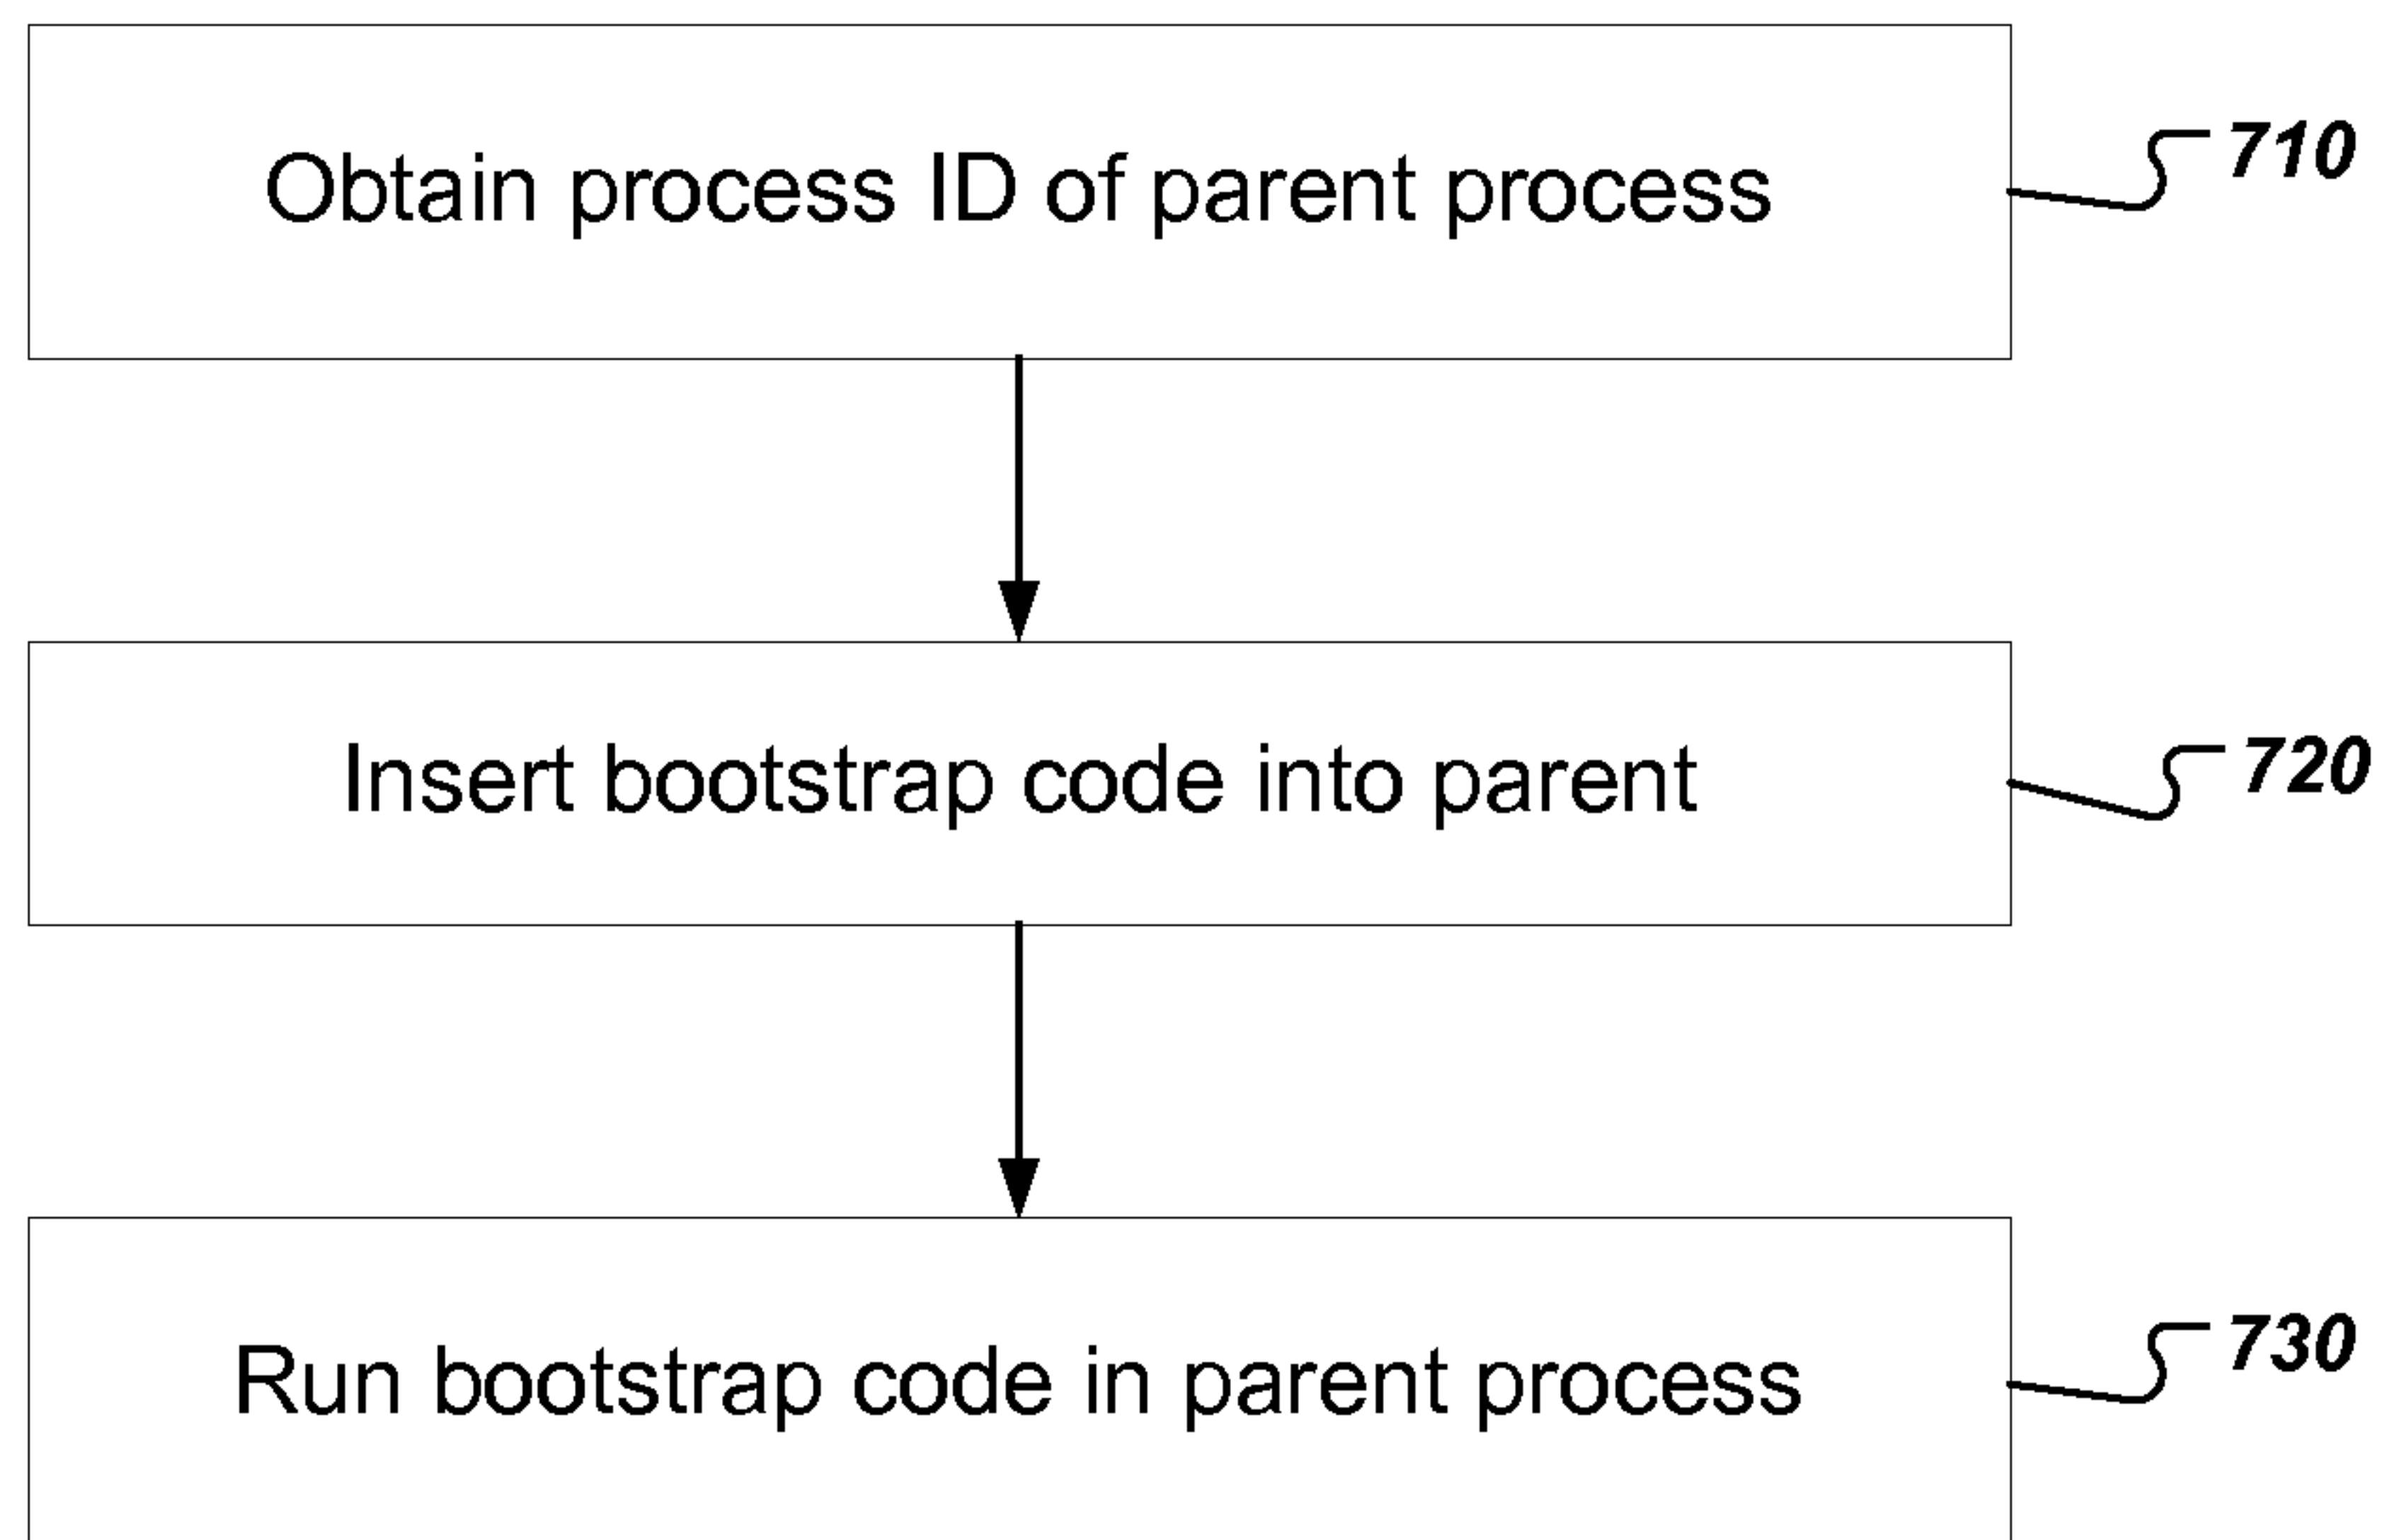 Obtain process ID of parent process
710
Insert bootstrap code into parent
720
Run bootstrap code in parent process
730